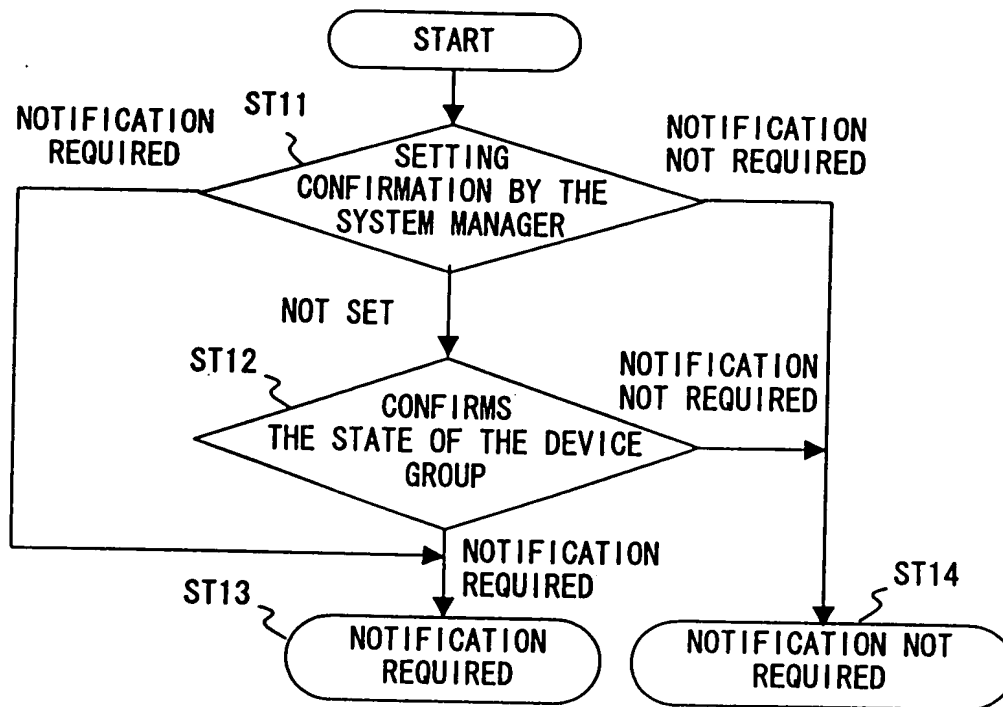 START
ST11
NOTIFICATION
REQUIRED
NOTIFICATION
NOT REQUIRED
SETTING
CONFIRMATION BY THE
SYSTEM MANAGER
NOT SET
ST12
NOTIFICATION
NOT REQUIRED
CONFIRMS
THE STATE OF THE DEVICE
GROUP
NOTIFICATION
REQUIRED
ST13
ST14
NOTIFICATION
REQUIRED
NOTIFICATION NOT
REQUIRED